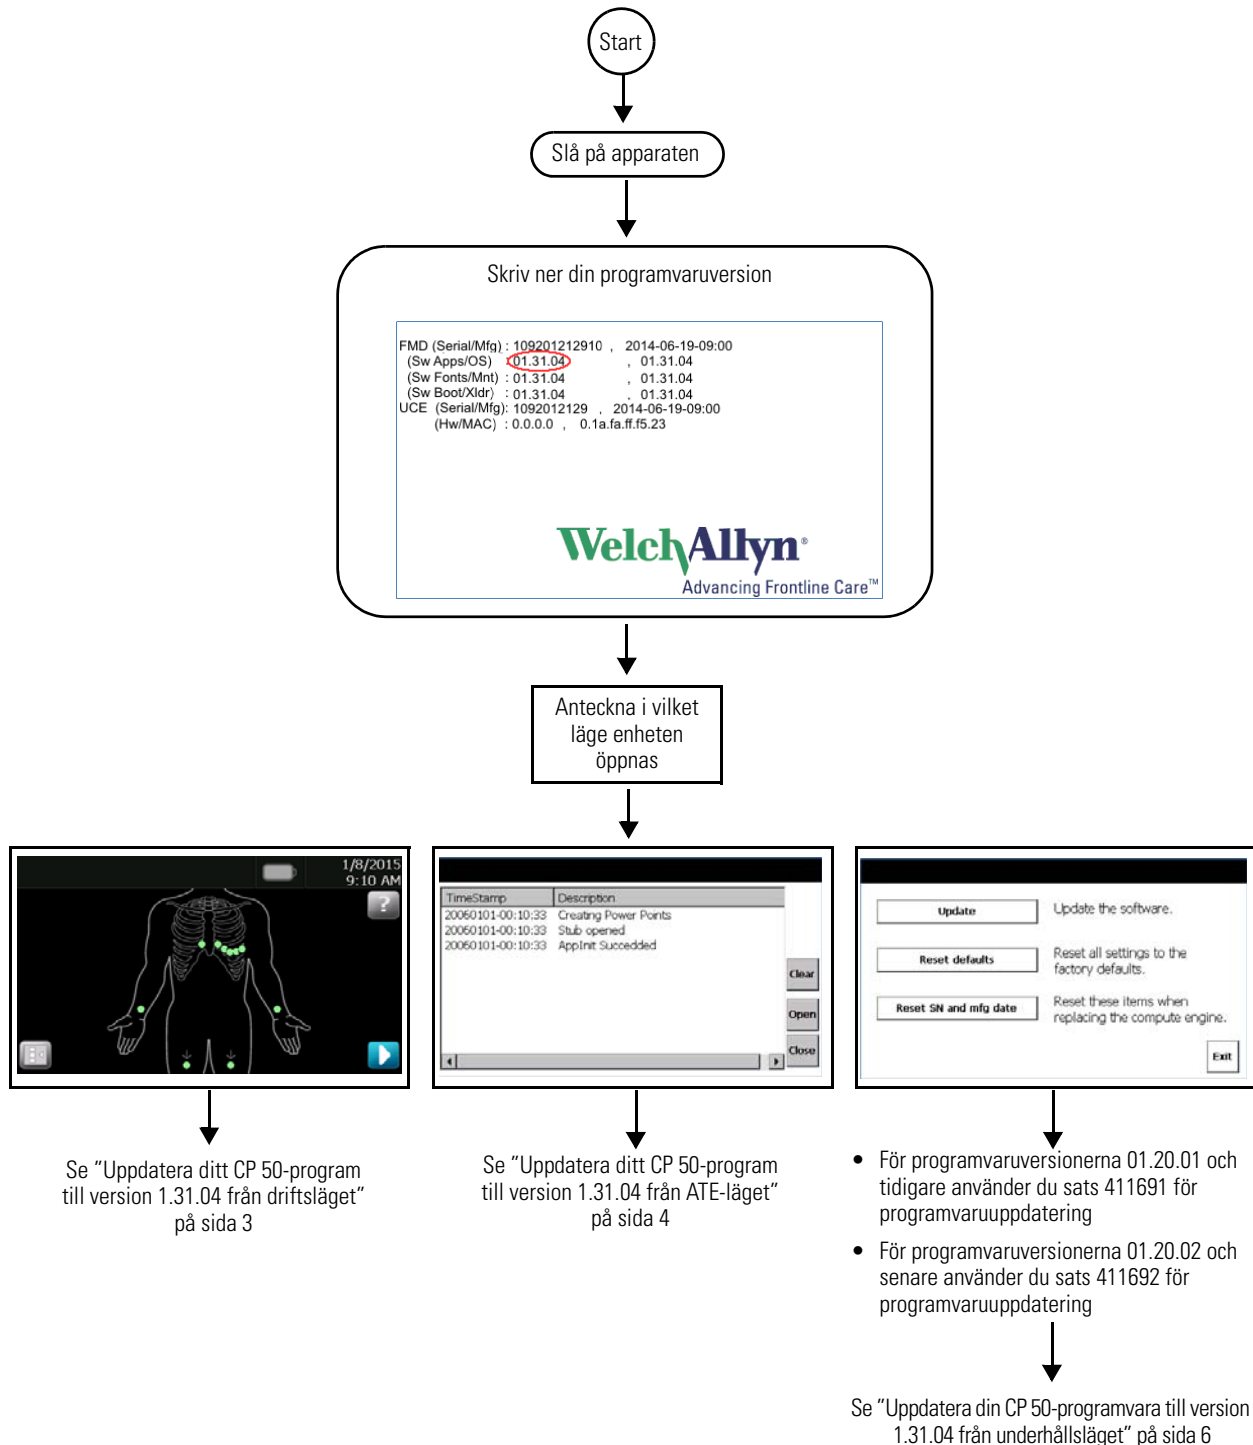 Start
Slå på apparaten
Skriv ner din programvaruversion
FMD (Serial/Mfg) : 109201212910 , 2014-06-19-09:00
(Sw Apps/OS) : 01.31.04 , 01.31.04
(Sw Fonts/Mnt) : 01.31.04 , 01.31.04
(Sw Boot/Xldr) : 01.31.04 , 01.31.04
UCE (Serial/Mfg): 1092012129 , 2014-06-19-09:00
(Hw/MAC) : 0.0.0.0 , 0.1a.fa.ff.f5.23
WelchAllyn®
Advancing Frontline Care™
Anteckna i vilket
läge enheten
öppnas
1/8/2015
9:10 AM
?
TimeStamp Description
20060101-00:10:33 Creating Power Points
20060101-00:10:33 Stub opened
20060101-00:10:33 AppInit Succedded
Clear
Open
Close
Update Update the software.
Reset defaults Reset all settings to the
factory defaults.
Reset SN and mfg date Reset these items when
replacing the compute engine.
Exit
Se ”Uppdatera ditt CP 50-program
till version 1.31.04 från driftsläget”
på sida 3
Se ”Uppdatera ditt CP 50-program
till version 1.31.04 från ATE-läget”
på sida 4
• För programvaruversionerna 01.20.01 och
tidigare använder du sats 411691 för
programvaruuppdatering
• För programvaruversionerna 01.20.02 och
senare använder du sats 411692 för
programvaruuppdatering
Se ”Uppdatera din CP 50-programvara till version
1.31.04 från underhållsläget” på sida 6